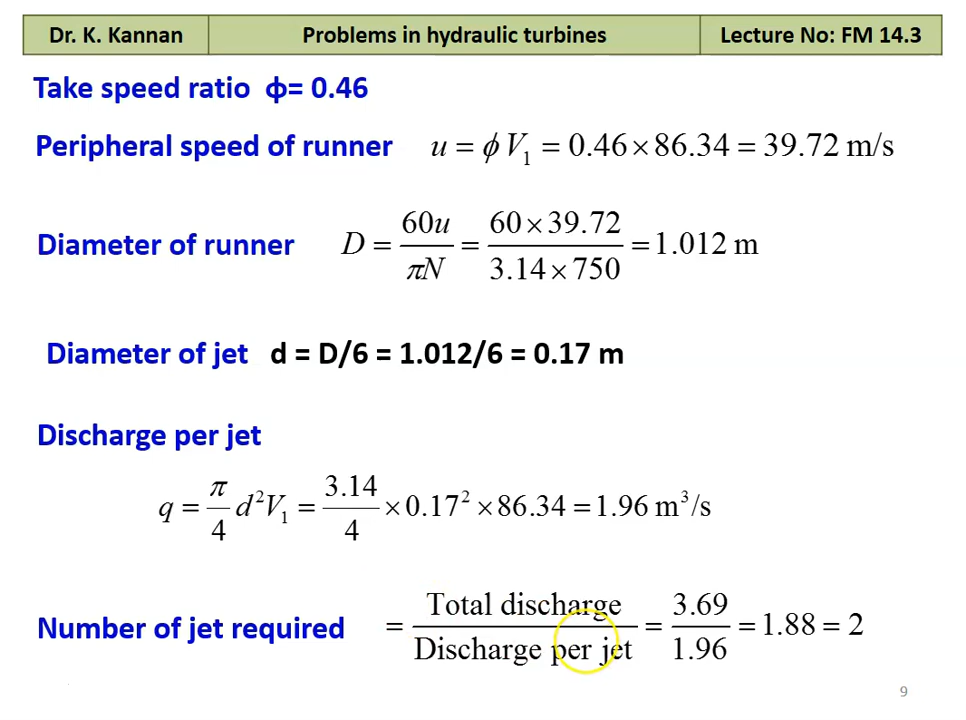 Dr. K. Kannan Problems in hydraulic turbines Lecture No: FM 14.3
Take speed ratio ϕ= 0.46
Peripheral speed of runner u = ϕ V₁ = 0.46 × 86.34 = 39.72 m/s
Diameter of runner D = 60u / πN = 60 × 39.72 / 3.14 × 750 = 1.012 m
Diameter of jet d = D/6 = 1.012/6 = 0.17 m
Discharge per jet
q = π/4 d²V₁ = 3.14/4 × 0.17² × 86.34 = 1.96 m³/s
Number of jet required = Total discharge / Discharge per jet = 3.69 / 1.96 = 1.88 = 2
9